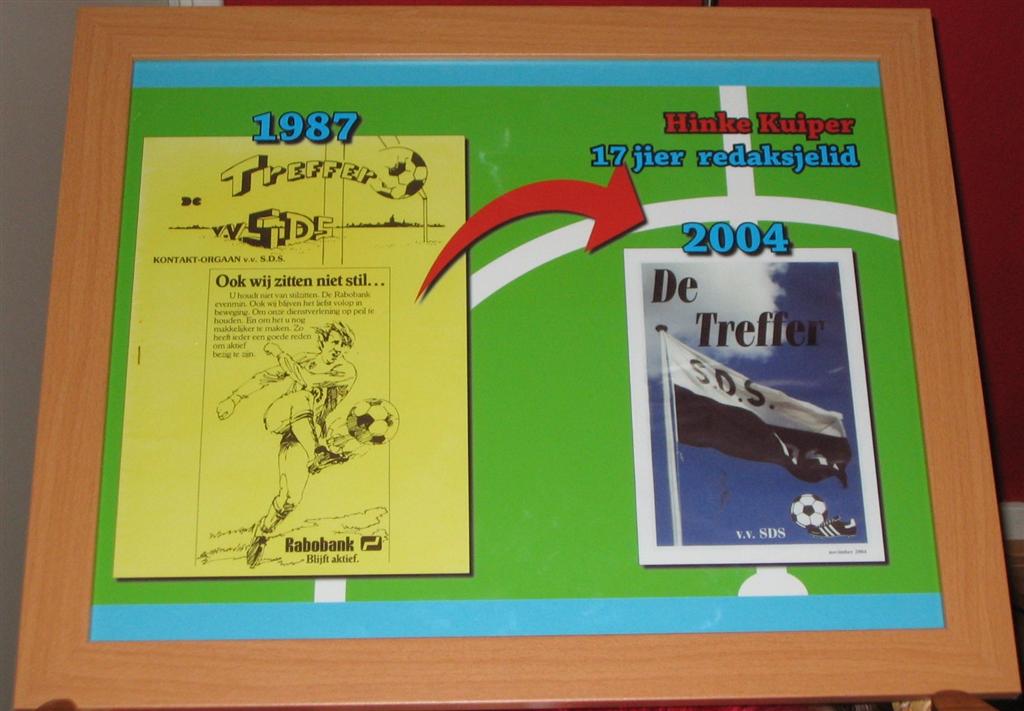 1987
Treffer
DE
V.V. S.D.S
KONTAKT-ORGAAN v.v. S.D.S.
Ook wij zitten niet stil...
U houdt niet van stilzitten. De Rabobank
evenmin. Ook wij blijven het liefst volop in
beweging. Om onze dienstverlening op peil te
houden. En om het u nog
makkelijker te maken. Zo
heeft ieder een goede reden
om aktief
bezig te zijn.
Rabobank
Blijft aktief.
Hinke Kuiper
17 jier redaksjelid
2004
De
Treffer
S.D.S.
v.v. SDS
november 2004